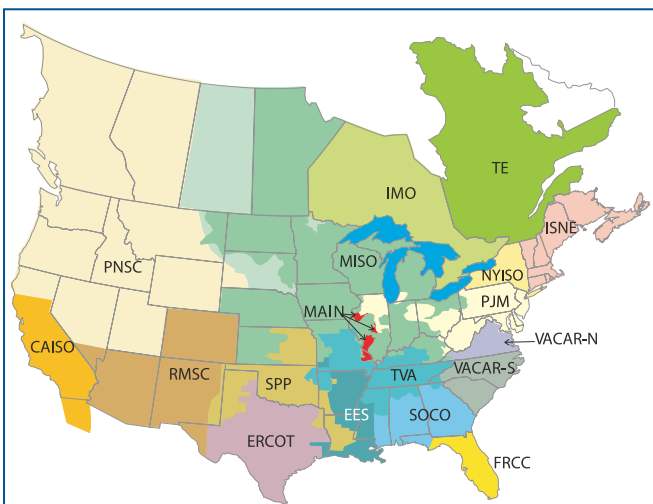 TE
IMO
ISNE
MISO
NYISO
PNSC
PJM
MAIN
VACAR-N
CAISO
VACAR-S
RMSC
TVA
SPP
EES
SOCO
ERCOT
FRCC